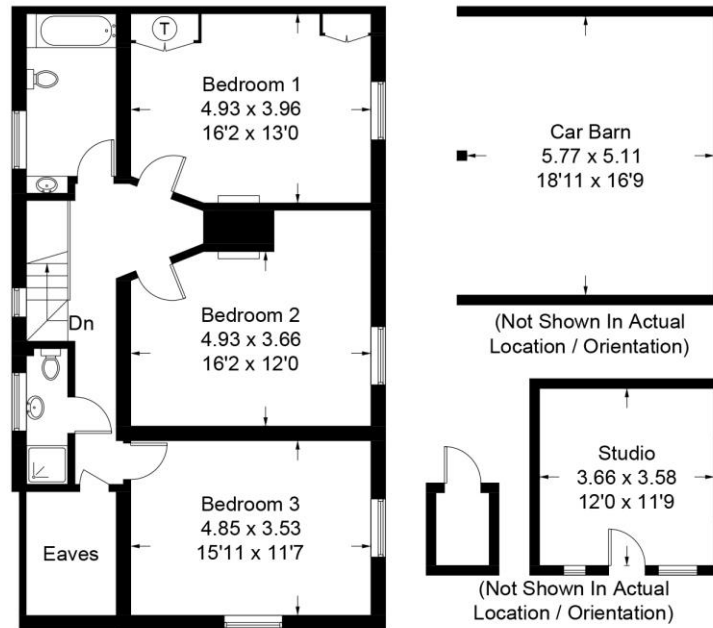 T
Bedroom 1
4.93 x 3.96
16'2 x 13'0
Bedroom 2
4.93 x 3.66
16'2 x 12'0
Dn
Bedroom 3
4.85 x 3.53
15'11 x 11'7
Eaves
Car Barn
5.77 x 5.11
18'11 x 16'9
(Not Shown In Actual
Location / Orientation)
Studio
3.66 x 3.58
12'0 x 11'9
(Not Shown In Actual
Location / Orientation)